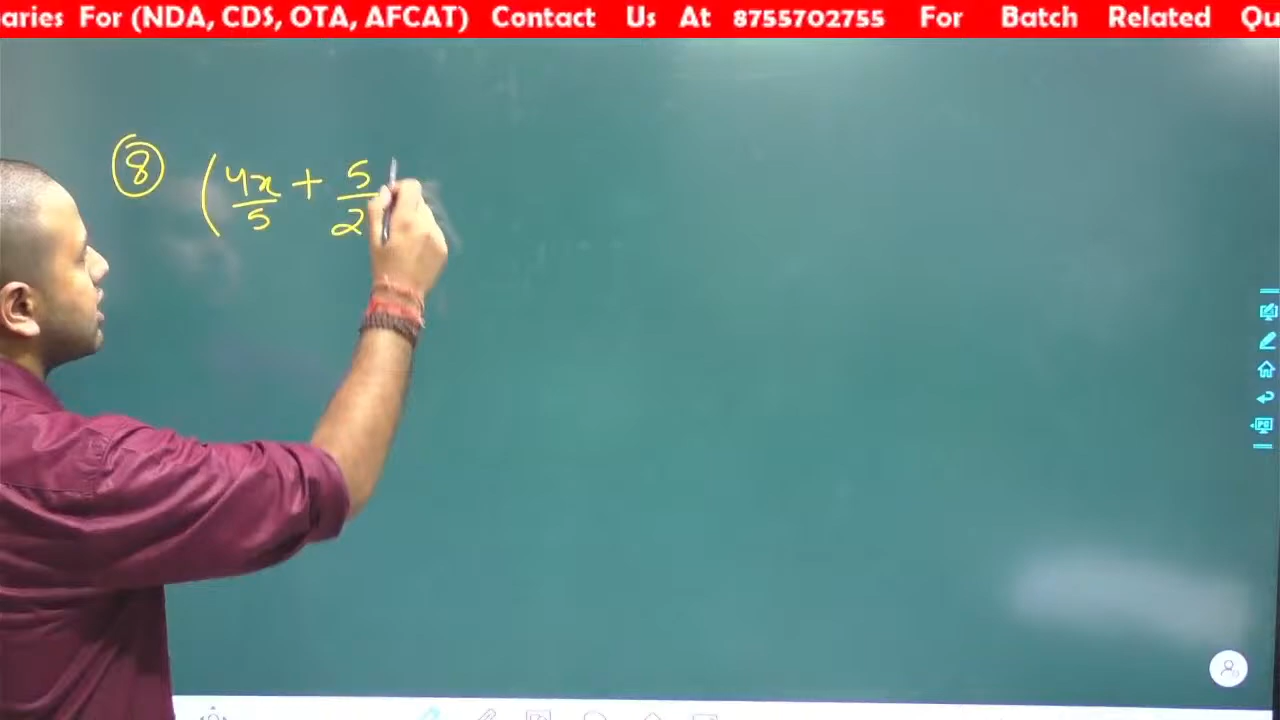 aries For (NDA, CDS, OTA, AFCAT) Contact Us At 8755702755 For Batch Related Qu
8 (4x/5 + 5/2